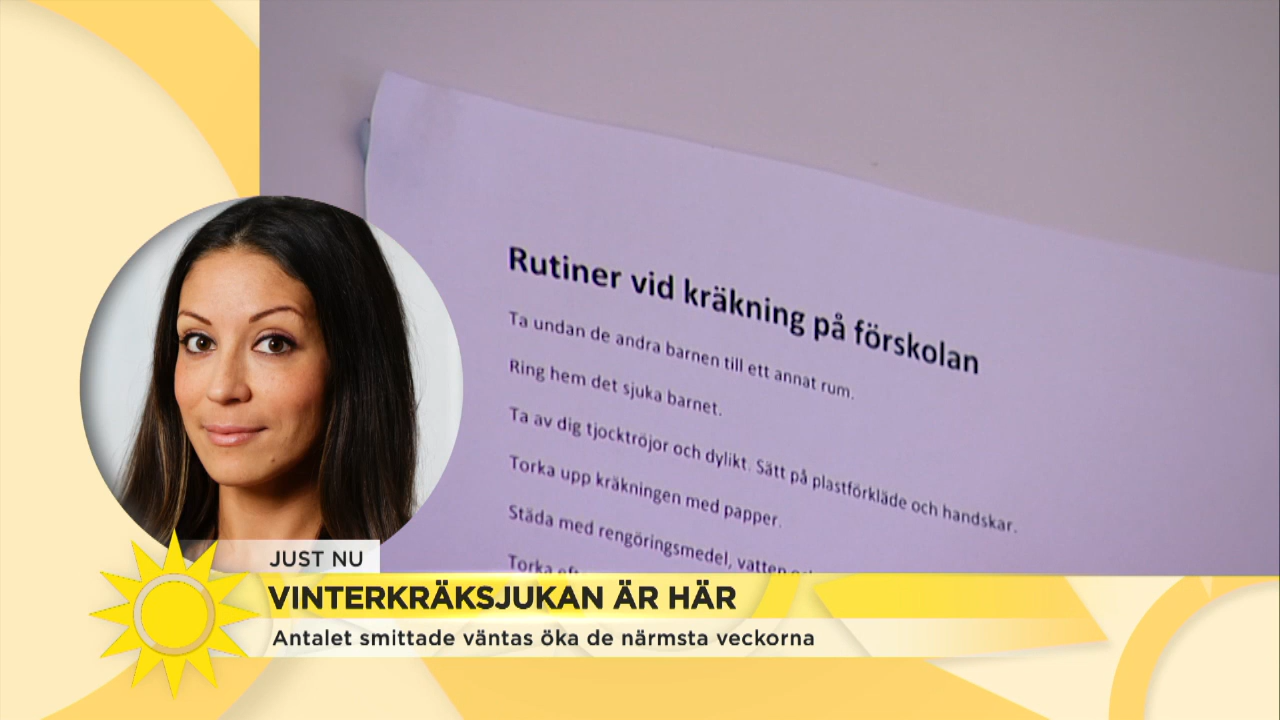 Rutiner vid kräkning på förskolan
Ta undan de andra barnen till ett annat rum.
Ring hem det sjuka barnet.
Ta av dig tjocktröjor och dylikt. Sätt på plastförkläde och handskar.
Torka upp kräkningen med papper.
Städa med rengöringsmedel, vatten
Torka
JUST NU
VINTERKRÄKSJUKAN ÄR HÄR
Antalet smittade väntas öka de närmsta veckorna